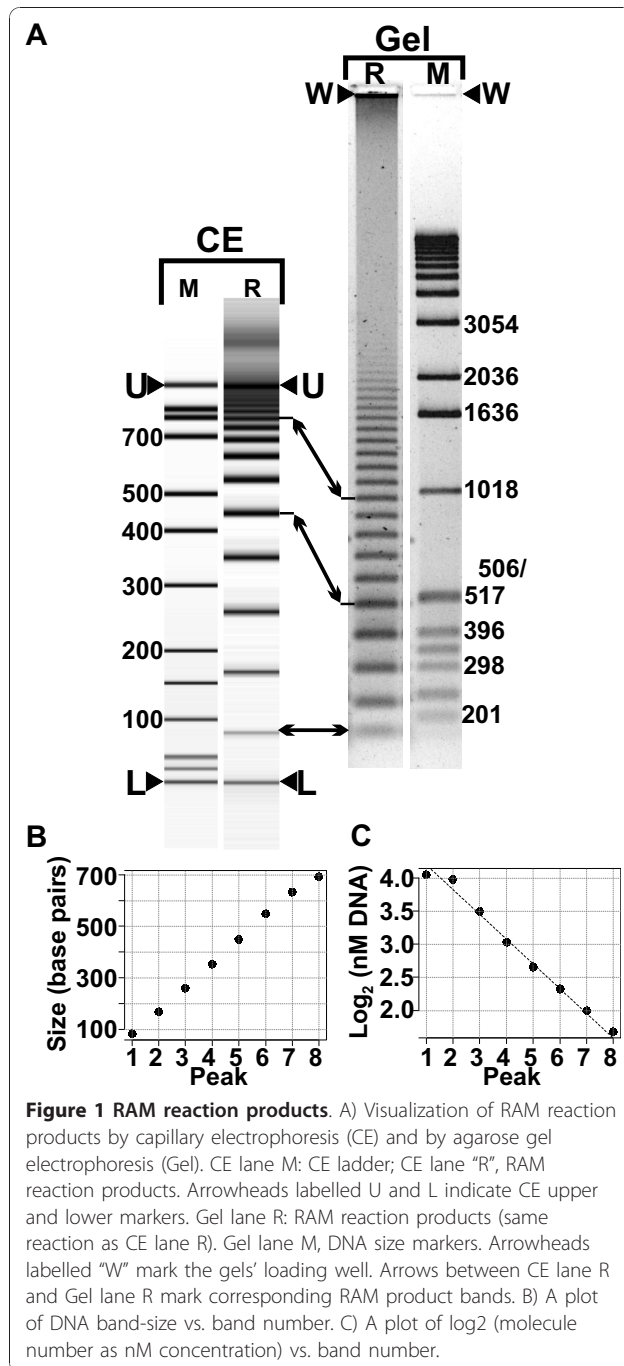 A
Gel
R M
W W
CE
M R
U U
700
500
400
300
200
100
L L
3054
2036
1636
1018
506/
517
396
298
201
B
Size (base pairs)
700
500
300
100
1 2 3 4 5 6 7 8
Peak
C
Log2 (nM DNA)
4.0
3.5
3.0
2.5
2.0
1 2 3 4 5 6 7 8
Peak
Figure 1 RAM reaction products. A) Visualization of RAM reaction
products by capillary electrophoresis (CE) and by agarose gel
electrophoresis (Gel). CE lane M: CE ladder; CE lane “R”, RAM
reaction products. Arrowheads labelled U and L indicate CE upper
and lower markers. Gel lane R: RAM reaction products (same
reaction as CE lane R). Gel lane M, DNA size markers. Arrowheads
labelled “W” mark the gels’ loading well. Arrows between CE lane R
and Gel lane R mark corresponding RAM product bands. B) A plot
of DNA band-size vs. band number. C) A plot of log2 (molecule
number as nM concentration) vs. band number.